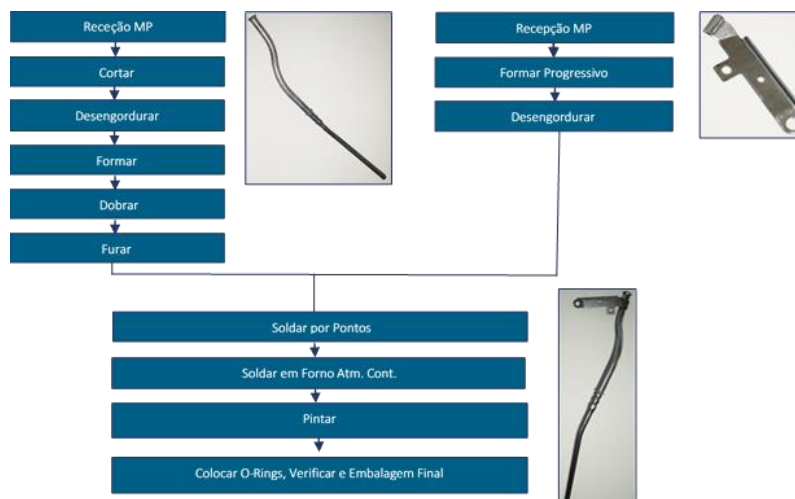 Receção MP
Cortar
Desengordurar
Formar
Dobrar
Furar
Recepção MP
Formar Progressivo
Desengordurar
Soldar por Pontos
Soldar em Forno Atm. Cont.
Pintar
Colocar O-Rings, Verificar e Embalagem Final